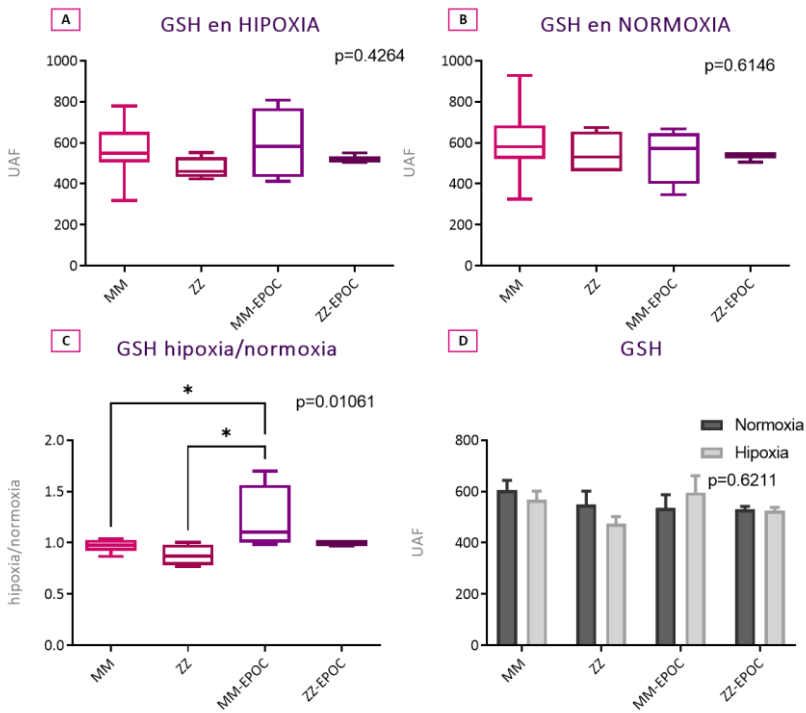 A
GSH en HIPOXIA
p=0.4264
1000
800
600
400
200
0
UAF
MM
ZZ
MM-EPOC
ZZ-EPOC
B
GSH en NORMOXIA
p=0.6146
1000
800
600
400
200
0
UAF
MM
ZZ
MM-EPOC
ZZ-EPOC
C
GSH hipoxia/normoxia
*
*
p=0.01061
2.0
1.5
1.0
0.5
0.0
hipoxia/normoxia
MM
ZZ
MM-EPOC
ZZ-EPOC
D
GSH
Normoxia
Hipoxia
p=0.6211
800
600
400
200
0
UAF
MM
ZZ
MM-EPOC
ZZ-EPOC